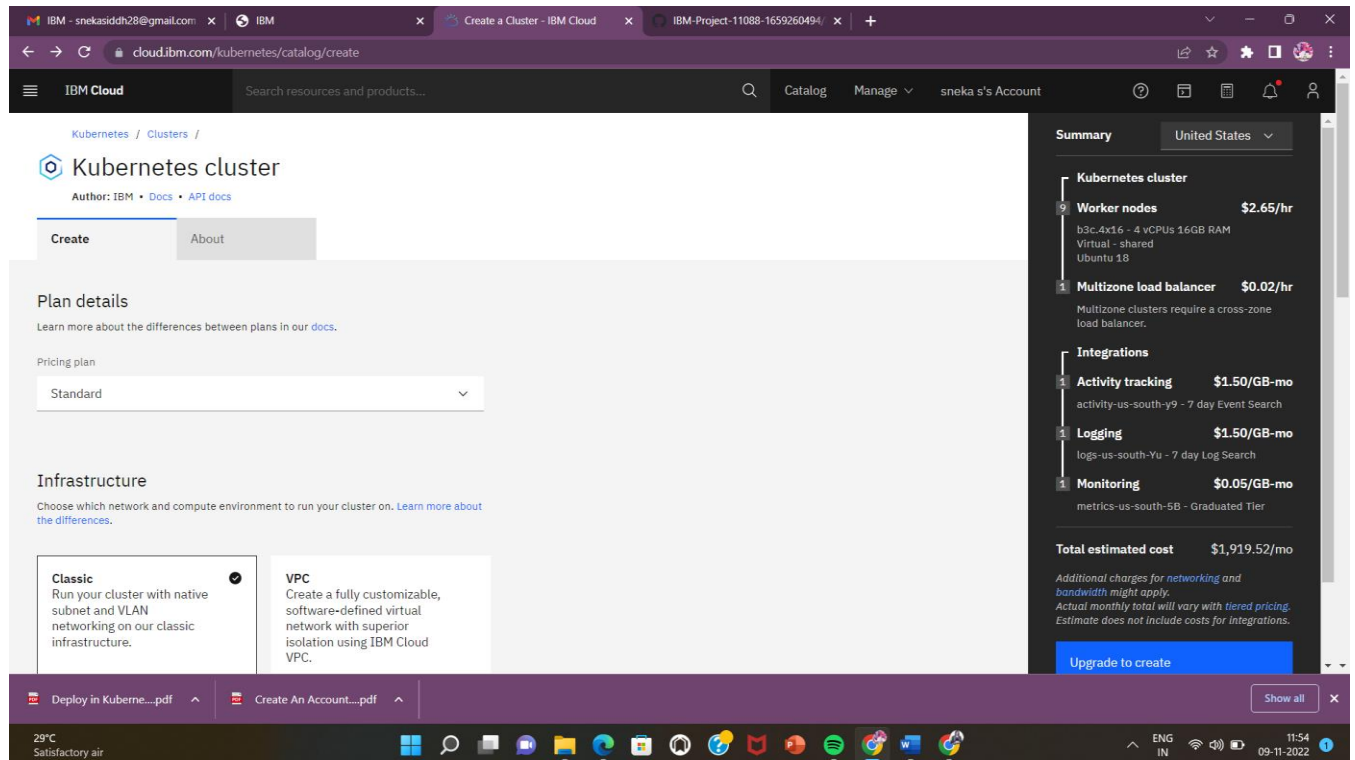 IBM - snekasiddh28@gmail.com
IBM
Create a Cluster - IBM Cloud
IBM-Project-11088-1659260494/
cloud.ibm.com/kubernetes/catalog/create
IBM Cloud
Search resources and products...
Catalog
Manage
sneka s's Account
Kubernetes / Clusters /
Kubernetes cluster
Author: IBM • Docs • API docs
Create
About
Plan details
Learn more about the differences between plans in our docs.
Pricing plan
Standard
Infrastructure
Choose which network and compute environment to run your cluster on. Learn more about
the differences.
Classic
Run your cluster with native
subnet and VLAN
networking on our classic
infrastructure.
VPC
Create a fully customizable,
software-defined virtual
network with superior
isolation using IBM Cloud
VPC.
Summary
United States
Kubernetes cluster
9 Worker nodes $2.65/hr
b3c.4x16 - 4 vCPUs 16GB RAM
Virtual - shared
Ubuntu 18
1 Multizone load balancer $0.02/hr
Multizone clusters require a cross-zone
load balancer.
Integrations
1 Activity tracking $1.50/GB-mo
activity-us-south-y9 - 7 day Event Search
1 Logging $1.50/GB-mo
logs-us-south-Yu - 7 day Log Search
1 Monitoring $0.05/GB-mo
metrics-us-south-5B - Graduated Tier
Total estimated cost $1,919.52/mo
Additional charges for networking and
bandwidth might apply.
Actual monthly total will vary with tiered pricing.
Estimate does not include costs for integrations.
Upgrade to create
Deploy in Kuberne....pdf
Create An Account....pdf
Show all
29°C
Satisfactory air
ENG
IN
11:54
09-11-2022
1